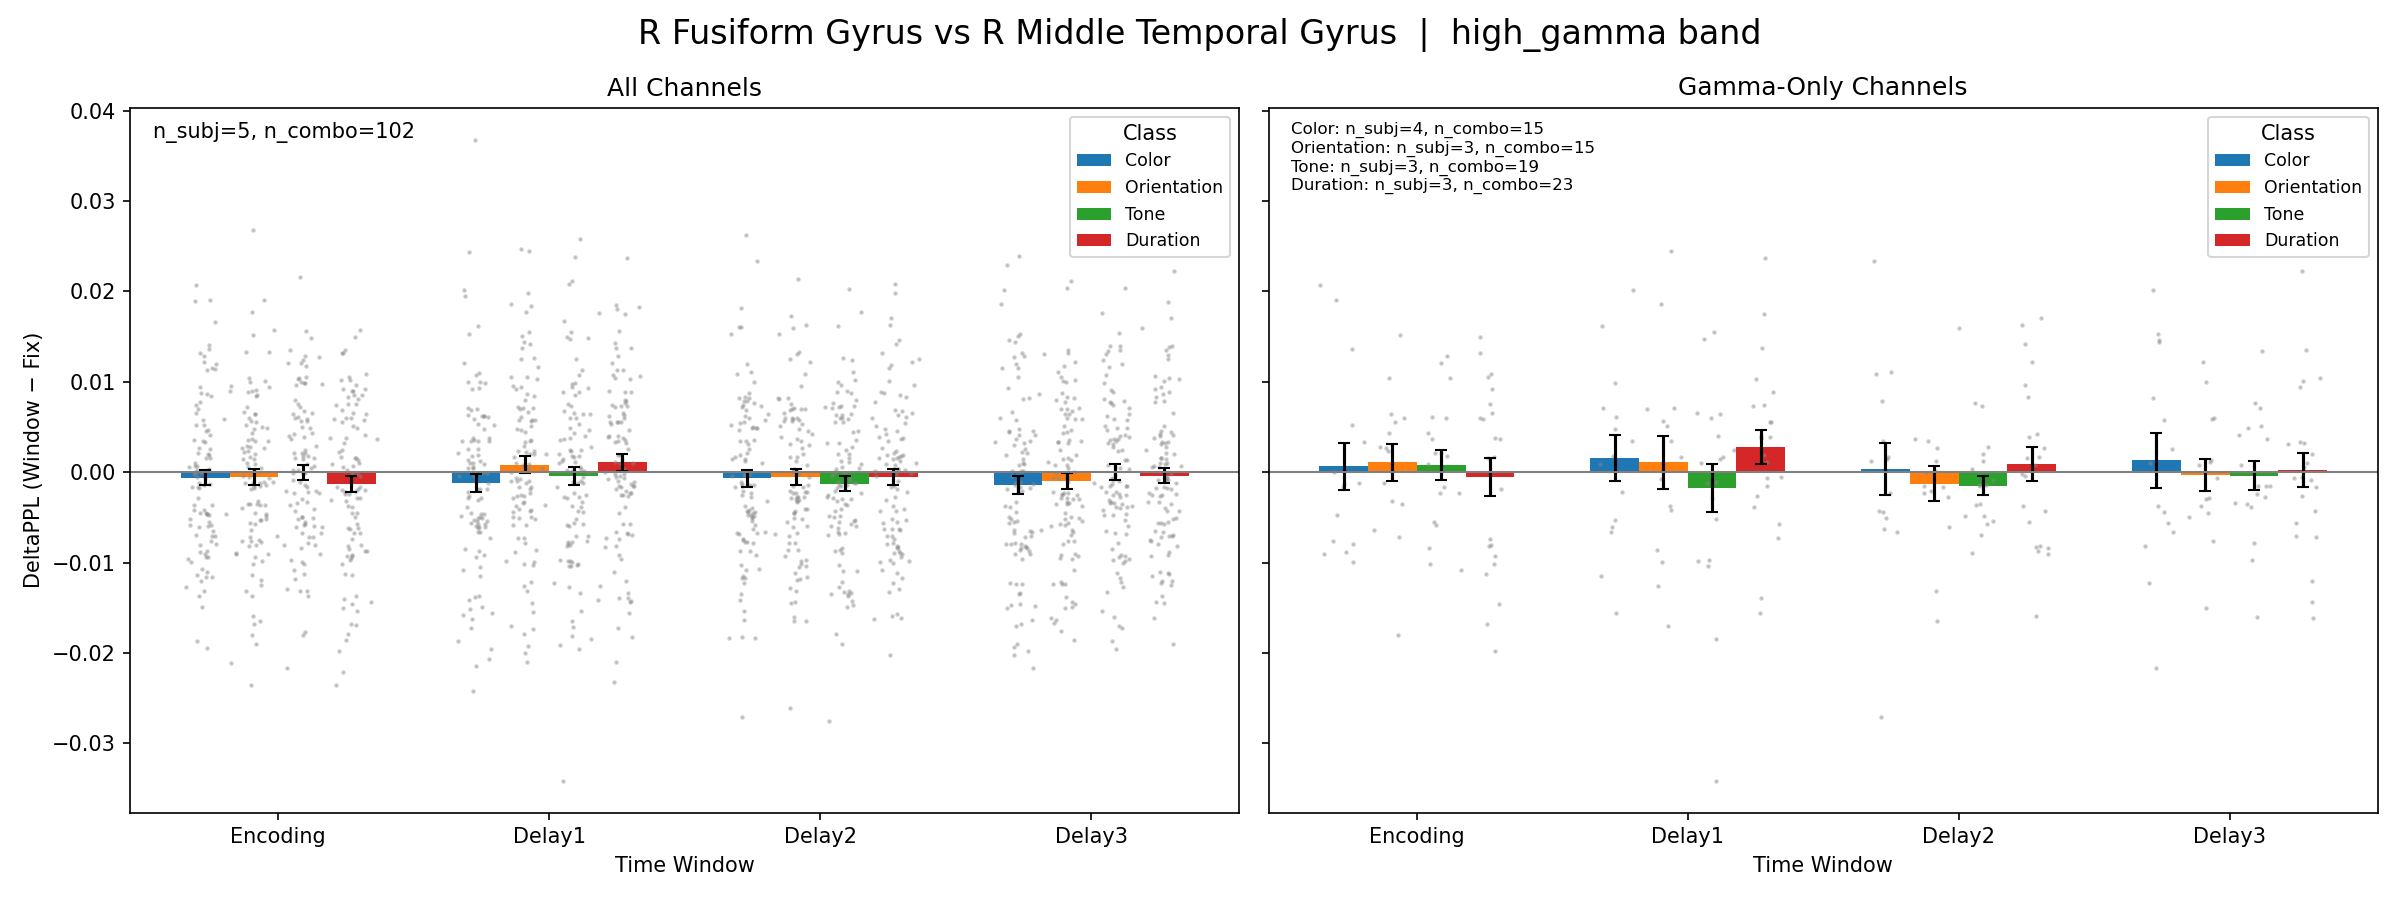 R Fusiform Gyrus vs R Middle Temporal Gyrus | high_gamma band
All Channels
n_subj=5, n_combo=102
Class
Color
Orientation
Tone
Duration
0.04
0.03
0.02
0.01
0.00
−0.01
−0.02
−0.03
DeltaPPL (Window − Fix)
Encoding
Delay1
Delay2
Delay3
Time Window
Gamma-Only Channels
Color: n_subj=4, n_combo=15
Orientation: n_subj=3, n_combo=15
Tone: n_subj=3, n_combo=19
Duration: n_subj=3, n_combo=23
Class
Color
Orientation
Tone
Duration
Encoding
Delay1
Delay2
Delay3
Time Window